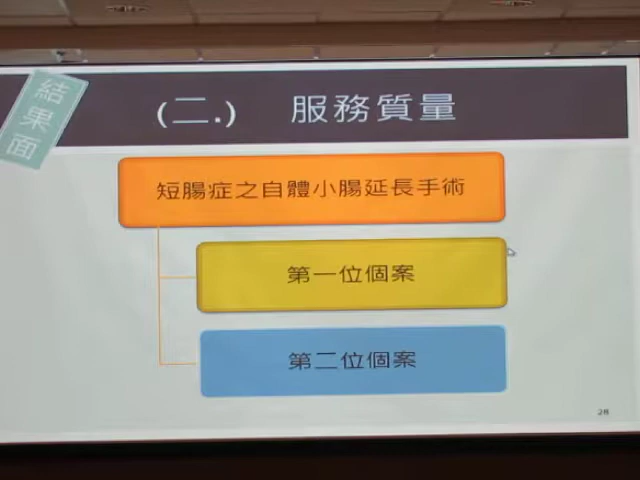 結果面
(二.) 服務質量
短腸症之自體小腸延長手術
第一位個案
第二位個案
28